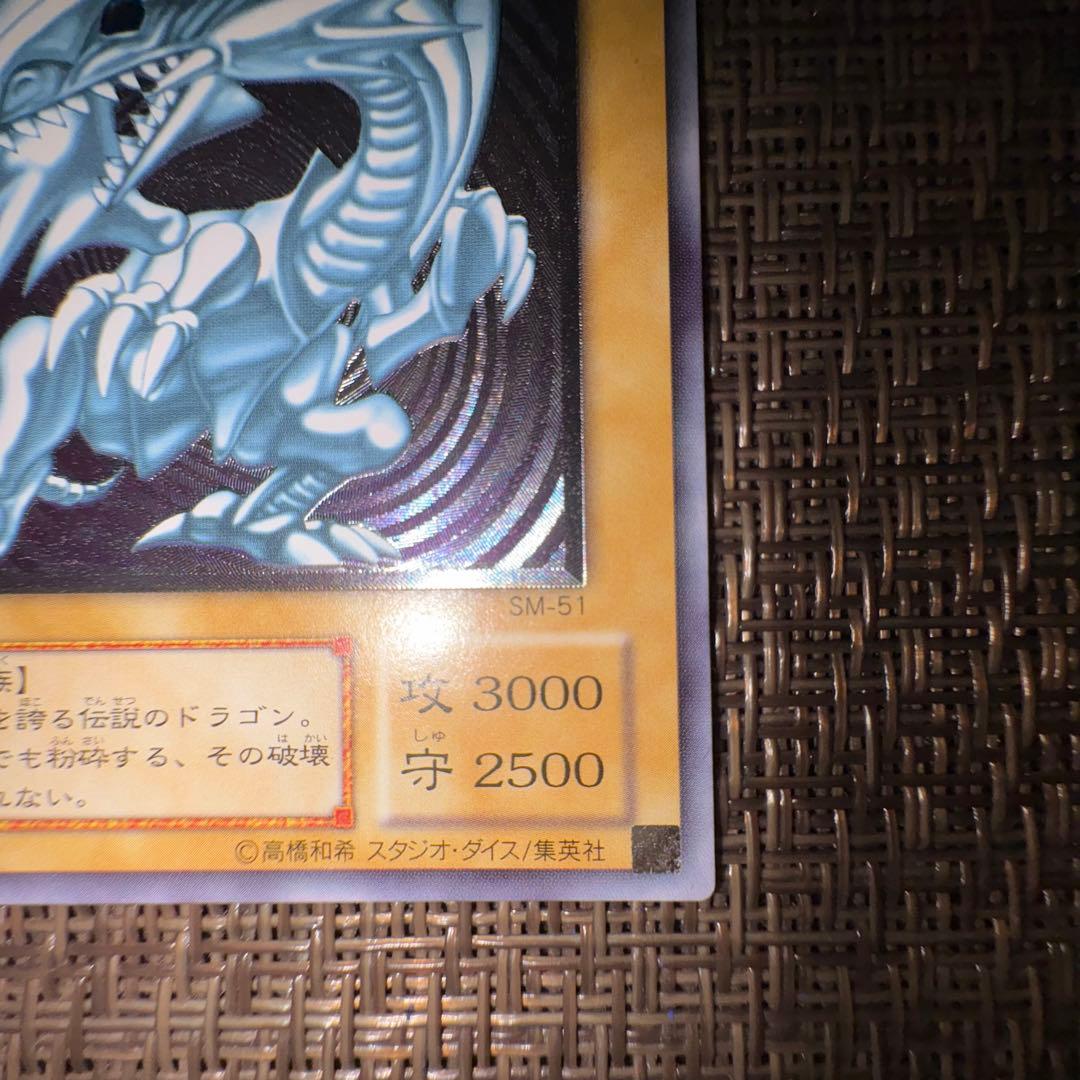 SM-51
族】
を誇る伝説のドラゴン。
でも粉砕する、その破壊
れない。
攻 3000
守 2500
©高橋和希 スタジオ・ダイス/集英社